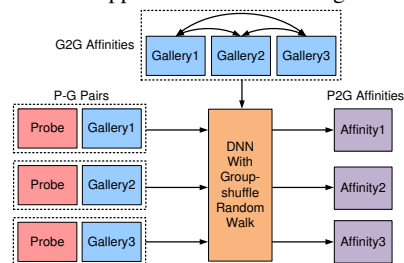 G2G Affinities
Gallery1 Gallery2 Gallery3
P-G Pairs
P2G Affinities
Probe Gallery1
Probe Gallery2
Probe Gallery3
DNN
With
Group-
shuffle
Random
Walk
Affinity1
Affinity2
Affinity3